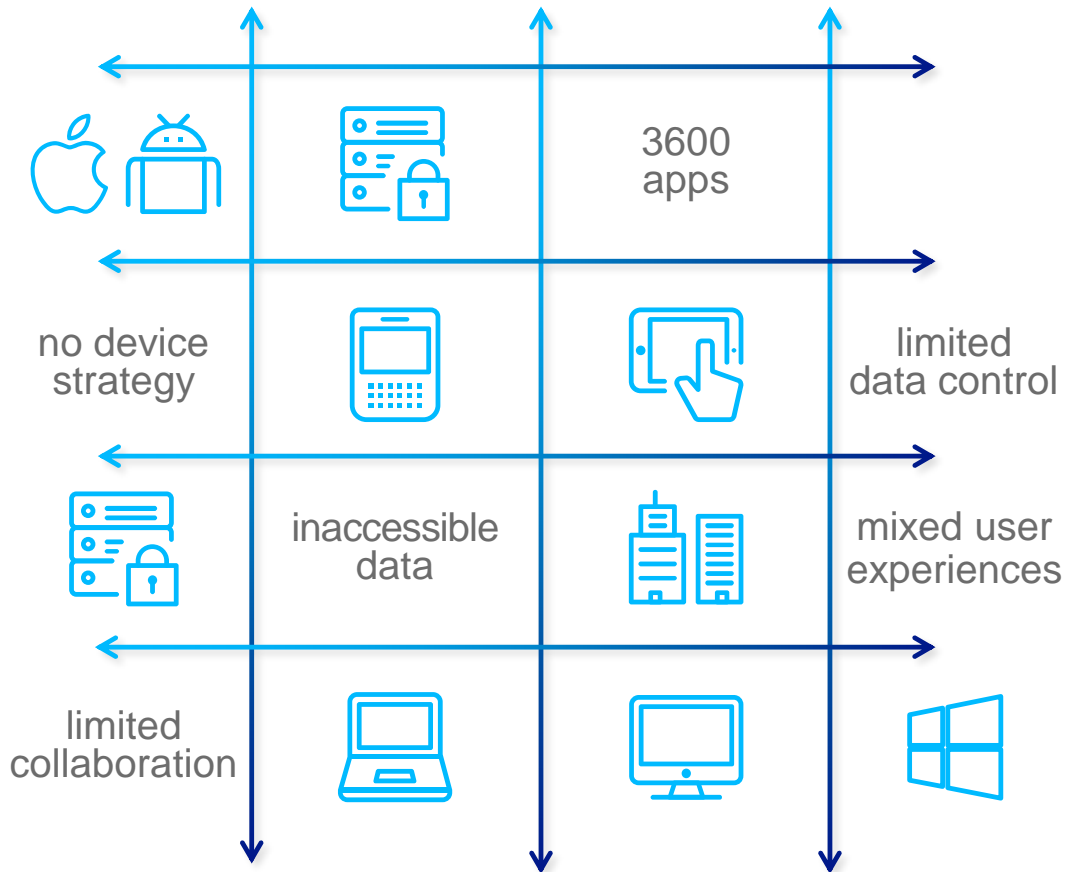 3600
apps
no device
strategy
limited
data control
inaccessible
data
mixed user
experiences
limited
collaboration